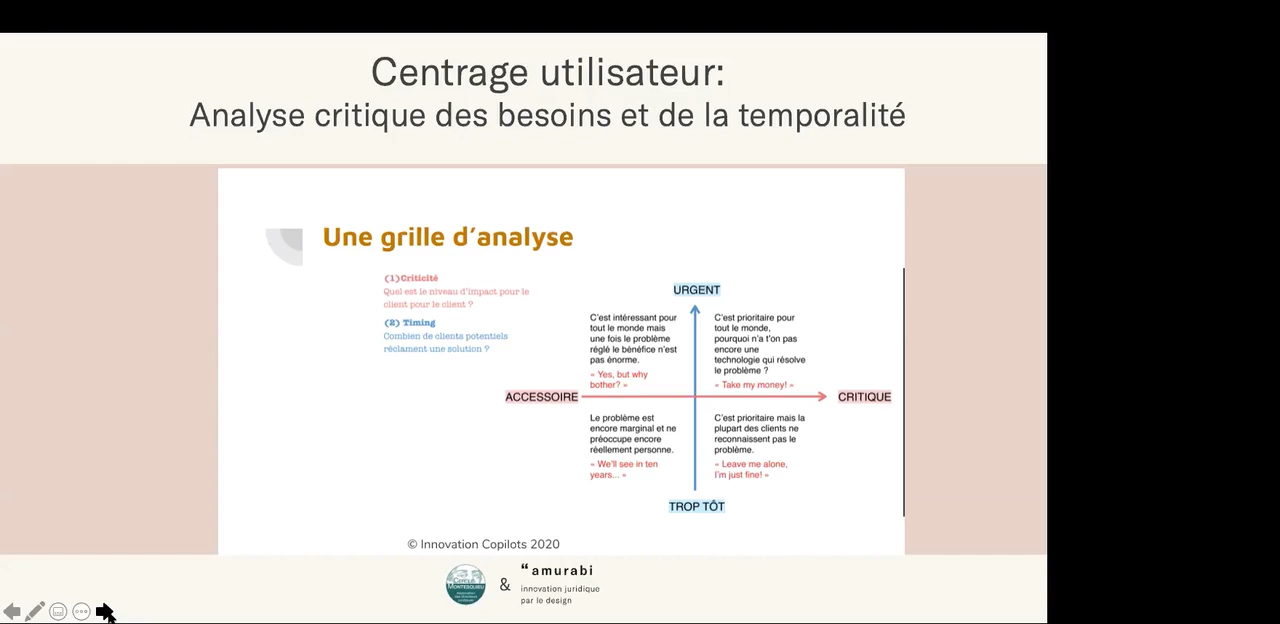 Centrage utilisateur:
Analyse critique des besoins et de la temporalité
Une grille d'analyse
(1)Criticité
Quel est le niveau d'impact pour le
client pour le client ?
(2) Timing
Combien de clients potentiels
réclament une solution ?
URGENT
C'est intéressant pour
tout le monde mais
une fois le problème
réglé le bénéfice n'est
pas énorme.
« Yes, but why
bother? »
C'est prioritaire pour
tout le monde,
pourquoi n'a t'on pas
encore une
technologie qui résolve
le problème ?
« Take my money! »
ACCESSOIRE
CRITIQUE
Le problème est
encore marginal et ne
préoccupe encore
réellement personne.
« We'll see in ten
years... »
C'est prioritaire mais la
plupart des clients ne
reconnaissent pas le
problème.
« Leave me alone,
I'm just fine! »
TROP TÔT
© Innovation Copilots 2020
CERCLE
MONTESQUIEU
&
“amurabi
innovation juridique
par le design